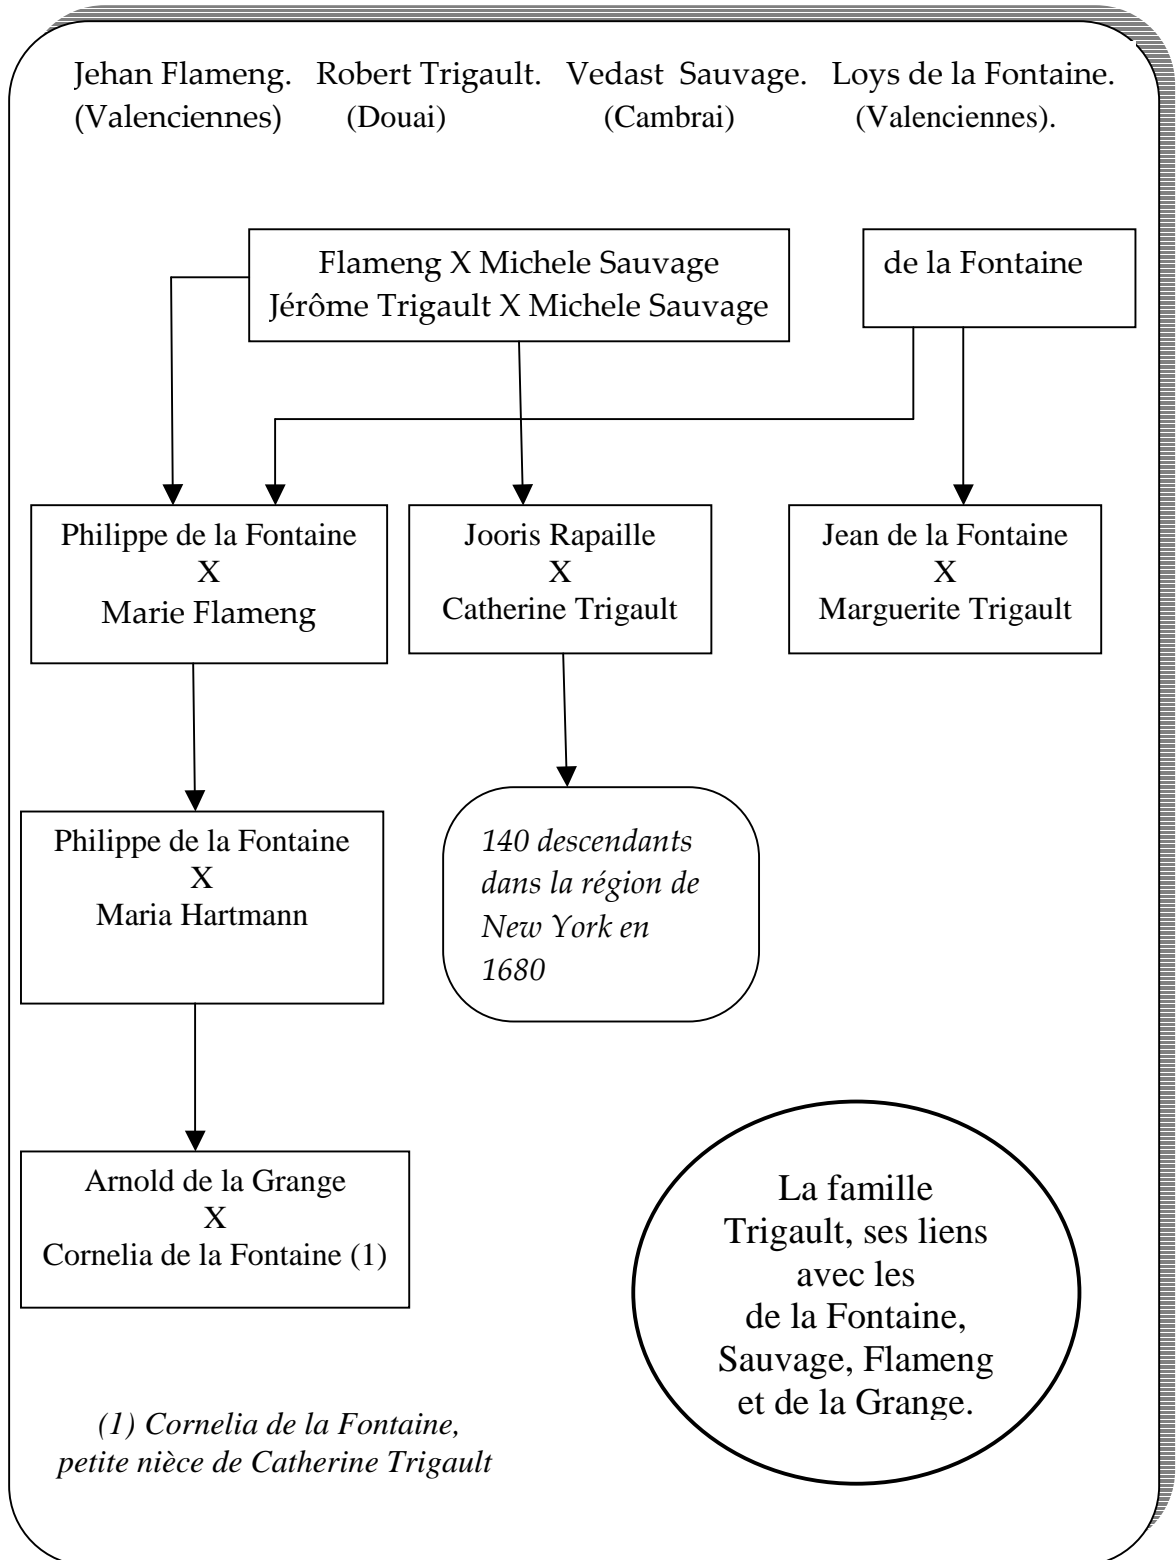 Jehan Flameng. Robert Trigault. Vedast Sauvage. Loys de la Fontaine.
(Valenciennes) (Douai) (Cambrai) (Valenciennes).
Flameng X Michele Sauvage
Jérôme Trigault X Michele Sauvage
de la Fontaine
Philippe de la Fontaine
X
Marie Flameng
Jooris Rapaille
X
Catherine Trigault
Jean de la Fontaine
X
Marguerite Trigault
Philippe de la Fontaine
X
Maria Hartmann
140 descendants
dans la région de
New York en
1680
Arnold de la Grange
X
Cornelia de la Fontaine (1)
La famille
Trigault, ses liens
avec les
de la Fontaine,
Sauvage, Flameng
et de la Grange.
(1) Cornelia de la Fontaine,
petite nièce de Catherine Trigault